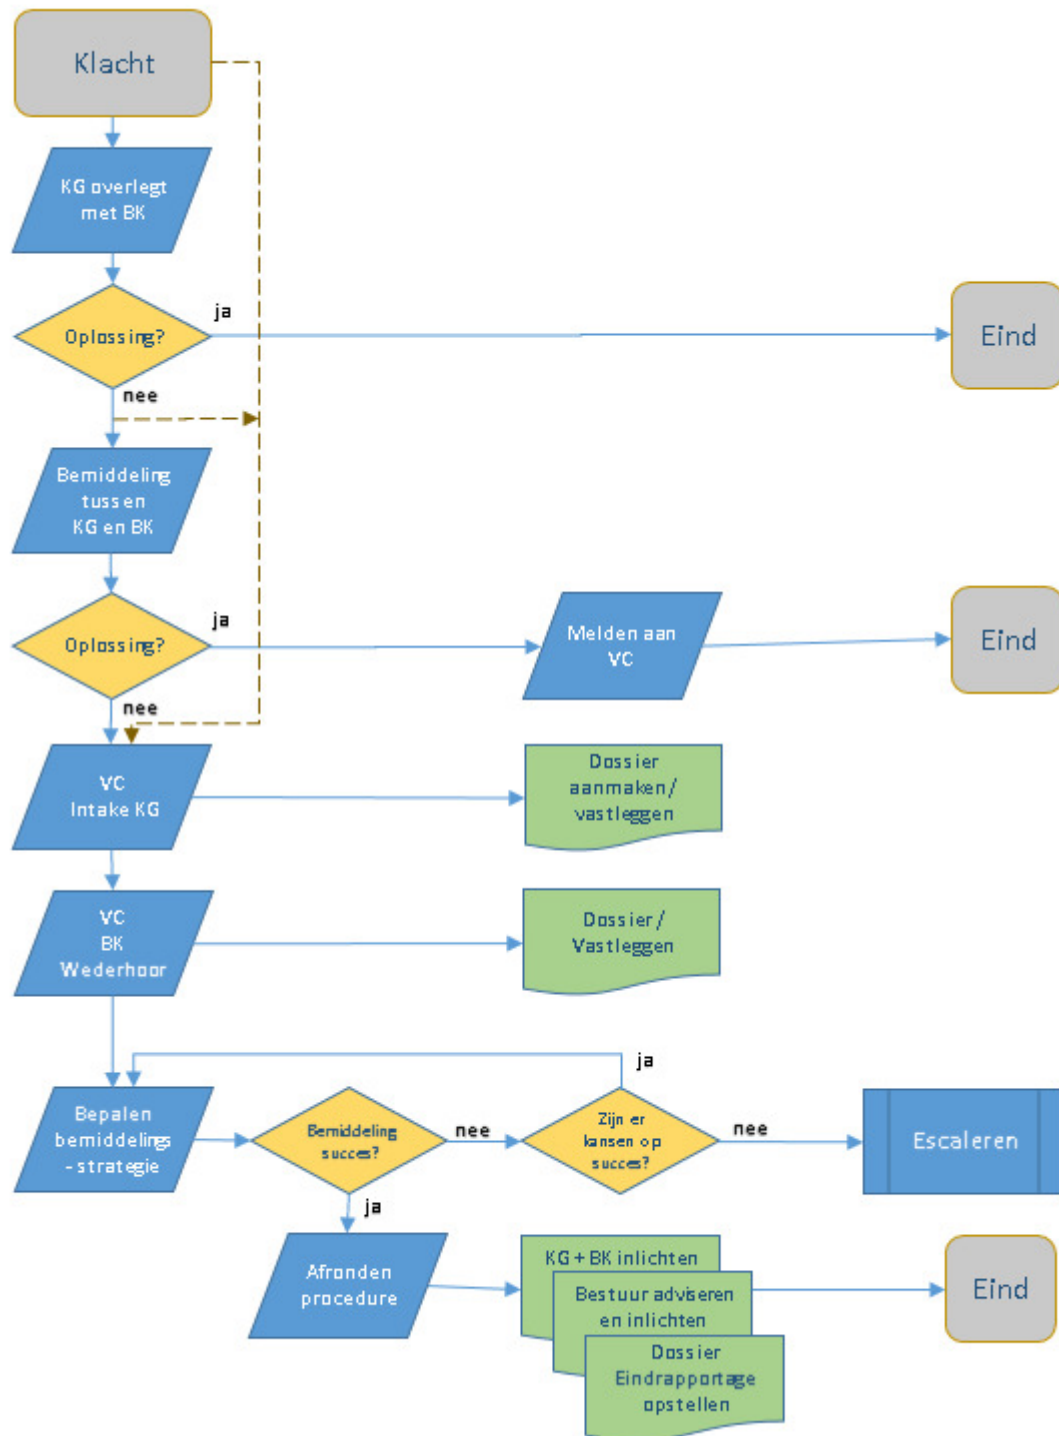 Klacht
KG overlegt
met BK
Oplossing?
ja
Eind
nee
Bemiddeling
tussen
KG en BK
Oplossing?
ja
Melden aan
VC
Eind
nee
VC
Intake KG
Dossier
aanmaken/
vastleggen
VC
BK
Wederhoor
Dossier /
Vastleggen
ja
Bepalen
bemiddelings
- strategie
Bemiddeling
succes?
nee
Zijn er
kansen op
succes?
nee
Escaleren
ja
Afronden
procedure
KG + BK inlichten
Bestuur adviseren
en inlichten
Dossier
Eindrapportage
opstellen
Eind